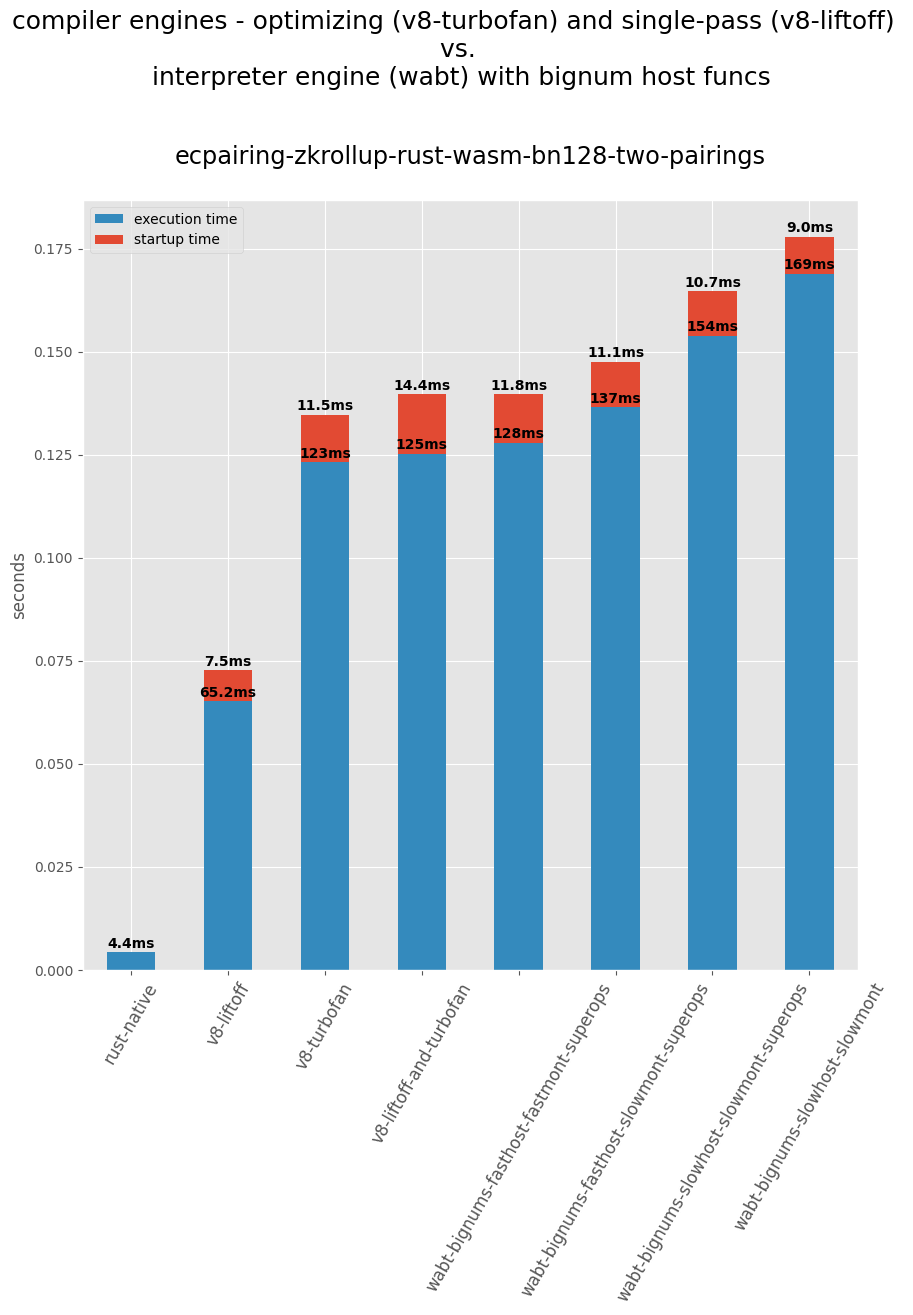 compiler engines - optimizing (v8-turbofan) and single-pass (v8-liftoff)
vs.
interpreter engine (wabt) with bignum host funcs
ecpairing-zkrollup-rust-wasm-bn128-two-pairings
execution time
startup time
seconds
0.175
0.150
0.125
0.100
0.075
0.050
0.025
0.000
4.4ms
7.5ms
65.2ms
11.5ms
123ms
14.4ms
125ms
11.8ms
128ms
11.1ms
137ms
10.7ms
154ms
9.0ms
169ms
rust-native
v8-liftoff
v8-turbofan
v8-liftoff-and-turbofan
wabt-bignums-fasthost-fastmont-superops
wabt-bignums-fasthost-slowmont-superops
wabt-bignums-slowhost-slowmont-superops
wabt-bignums-slowhost-slowmont